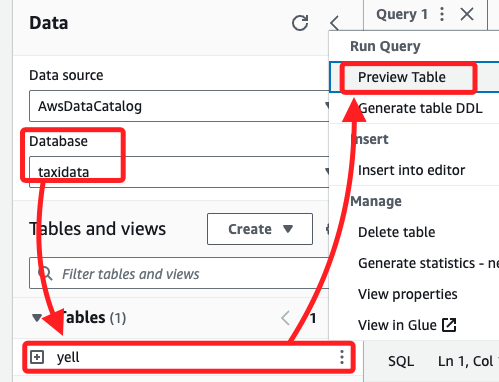 Data
Data source
AwsDataCatalog
Database
taxidata
Tables and views
Create
Filter tables and views
Tables (1)
1
yell
Query 1
Run Query
Preview Table
Generate table DDL
Insert
Insert into editor
Manage
Delete table
Generate statistics - ne
View properties
View in Glue
SQL
Ln 1, Col